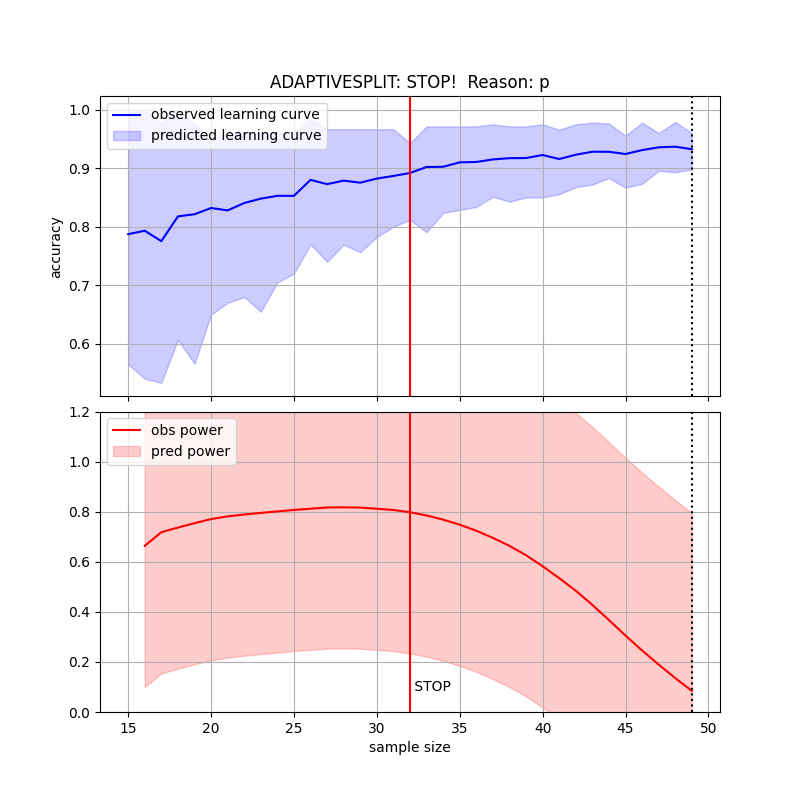 ADAPTIVESPLIT: STOP!  Reason: p
observed learning curve
predicted learning curve
1.0
0.9
0.8
0.7
0.6
accuracy
obs power
pred power
1.2
1.0
0.8
0.6
0.4
0.2
0.0
STOP
15 20 25 30 35 40 45 50
sample size